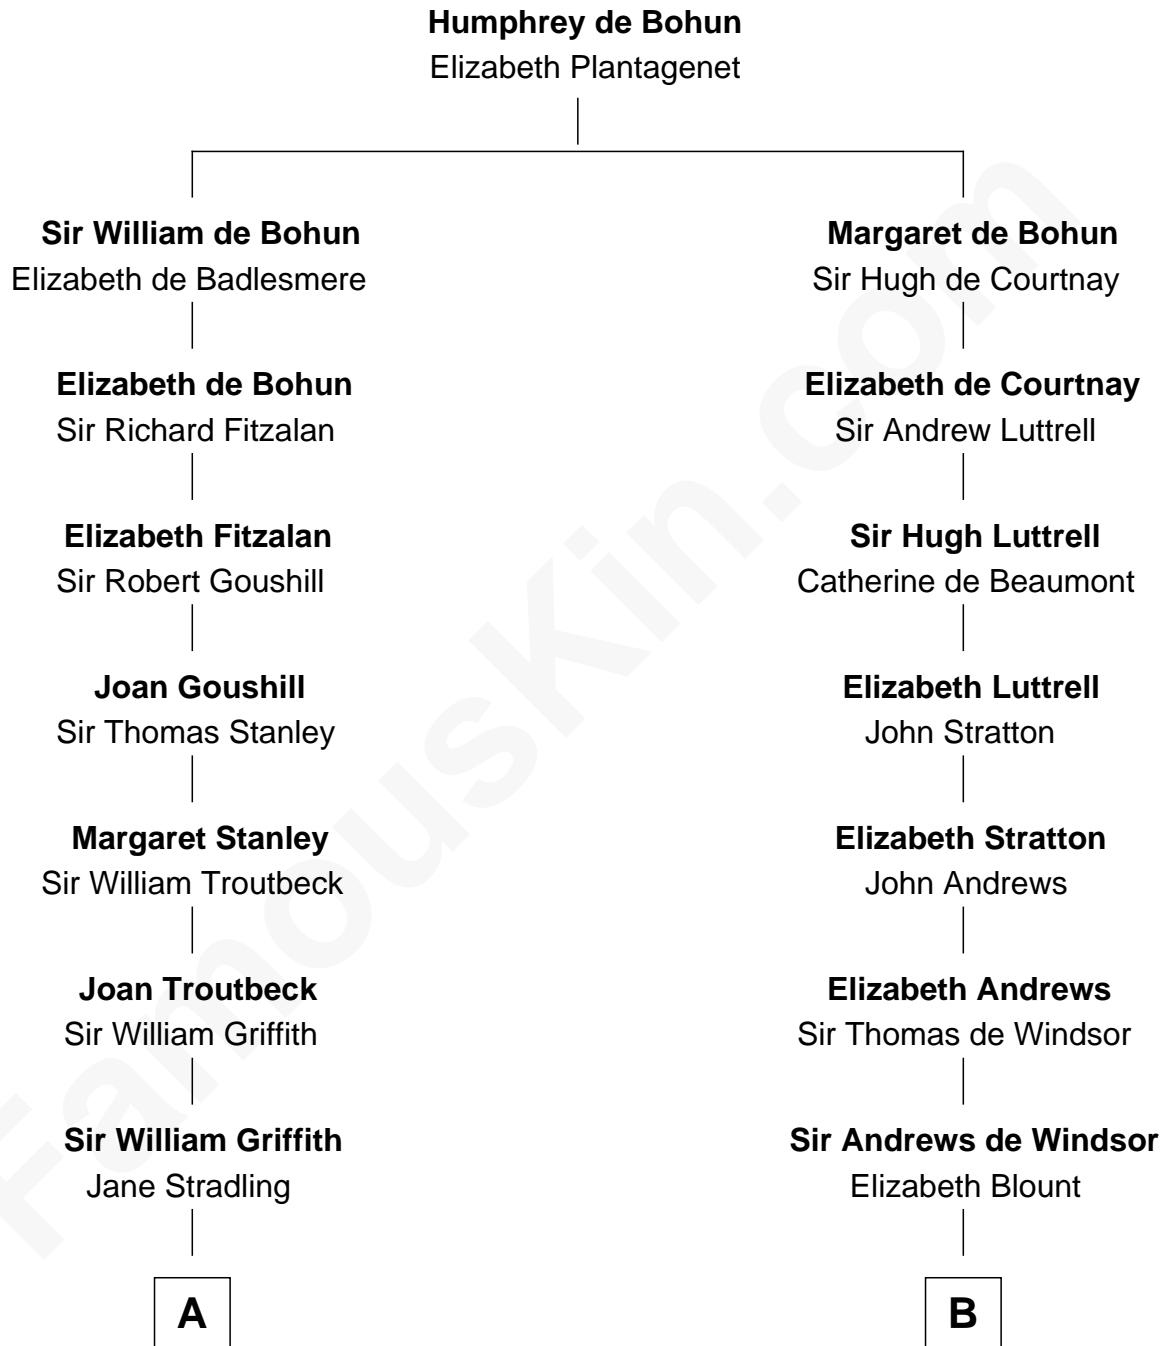 Humphrey de Bohun
Elizabeth Plantagenet
Sir William de Bohun
Elizabeth de Badlesmere
Margaret de Bohun
Sir Hugh de Courtnay
Elizabeth de Bohun
Sir Richard Fitzalan
Elizabeth de Courtnay
Sir Andrew Luttrell
Elizabeth Fitzalan
Sir Robert Goushill
Sir Hugh Luttrell
Catherine de Beaumont
Joan Goushill
Sir Thomas Stanley
Elizabeth Luttrell
John Stratton
Margaret Stanley
Sir William Troutbeck
Elizabeth Stratton
John Andrews
Joan Troutbeck
Sir William Griffith
Elizabeth Andrews
Sir Thomas de Windsor
Sir William Griffith
Jane Stradling
Sir Andrews de Windsor
Elizabeth Blount
A
B
FamousKin.com